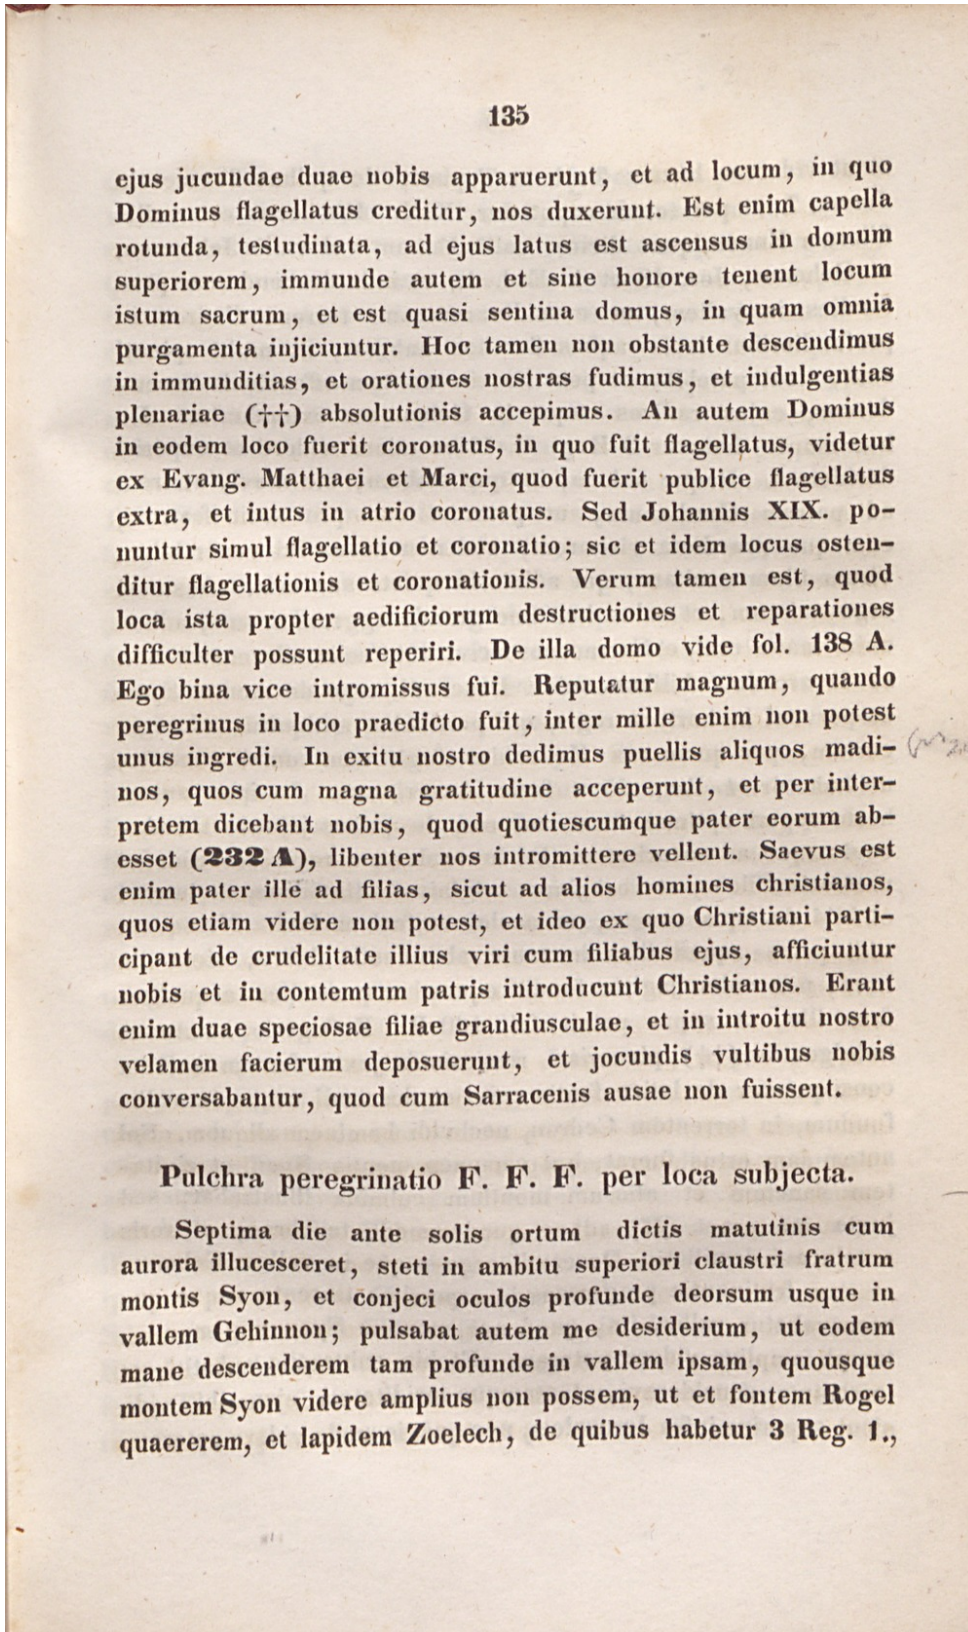 135
ejus jucundae duae nobis apparuerunt, et ad locum, in quo
Dominus flagellatus creditur, nos duxerunt. Est enim capella
rotunda, testudinata, ad ejus latus est ascensus in domum
superiorem, immunde autem et sine honore tenent locum
istum sacrum, et est quasi sentina domus, in quam omnia
purgamenta injiciuntur. Hoc tamen non obstante descendimus
in immunditias, et orationes nostras fudimus, et indulgentias
plenariae (††) absolutionis accepimus. An autem Dominus
in eodem loco fuerit coronatus, in quo fuit flagellatus, videtur
ex Evang. Matthaei et Marci, quod fuerit publice flagellatus
extra, et intus in atrio coronatus. Sed Johannis XIX. po-
nuntur simul flagellatio et coronatio; sic et idem locus osten-
ditur flagellationis et coronationis. Verum tamen est, quod
loca ista propter aedificiorum destructiones et reparationes
difficulter possunt reperiri. De illa domo vide fol. 138 A.
Ego bina vice intromissus fui. Reputatur magnum, quando
peregrinus in loco praedicto fuit, inter mille enim non potest
unus ingredi. In exitu nostro dedimus puellis aliquos madi-
nos, quos cum magna gratitudine acceperunt, et per inter-
pretem dicebant nobis, quod quotiescumque pater eorum ab-
esset (232 A), libenter nos intromittere vellent. Saevus est
enim pater ille ad filias, sicut ad alios homines christianos,
quos etiam videre non potest, et ideo ex quo Christiani parti-
cipant de crudelitate illius viri cum filiabus ejus, afficiuntur
nobis et in contemtum patris introducunt Christianos. Erant
enim duae speciosae filiae grandiusculae, et in introitu nostro
velamen facierum deposuerunt, et jocundis vultibus nobis
conversabantur, quod cum Sarracenis ausae non fuissent.
Pulchra peregrinatio F. F. F. per loca subjecta.
Septima die ante solis ortum dictis matutinis cum
aurora illucesceret, steti in ambitu superiori claustri fratrum
montis Syon, et conjeci oculos profunde deorsum usque in
vallem Gehinnon; pulsabat autem me desiderium, ut eodem
mane descenderem tam profunde in vallem ipsam, quousque
montem Syon videre amplius non possem, ut et fontem Rogel
quaererem, et lapidem Zoelech, de quibus habetur 3 Reg. 1.,